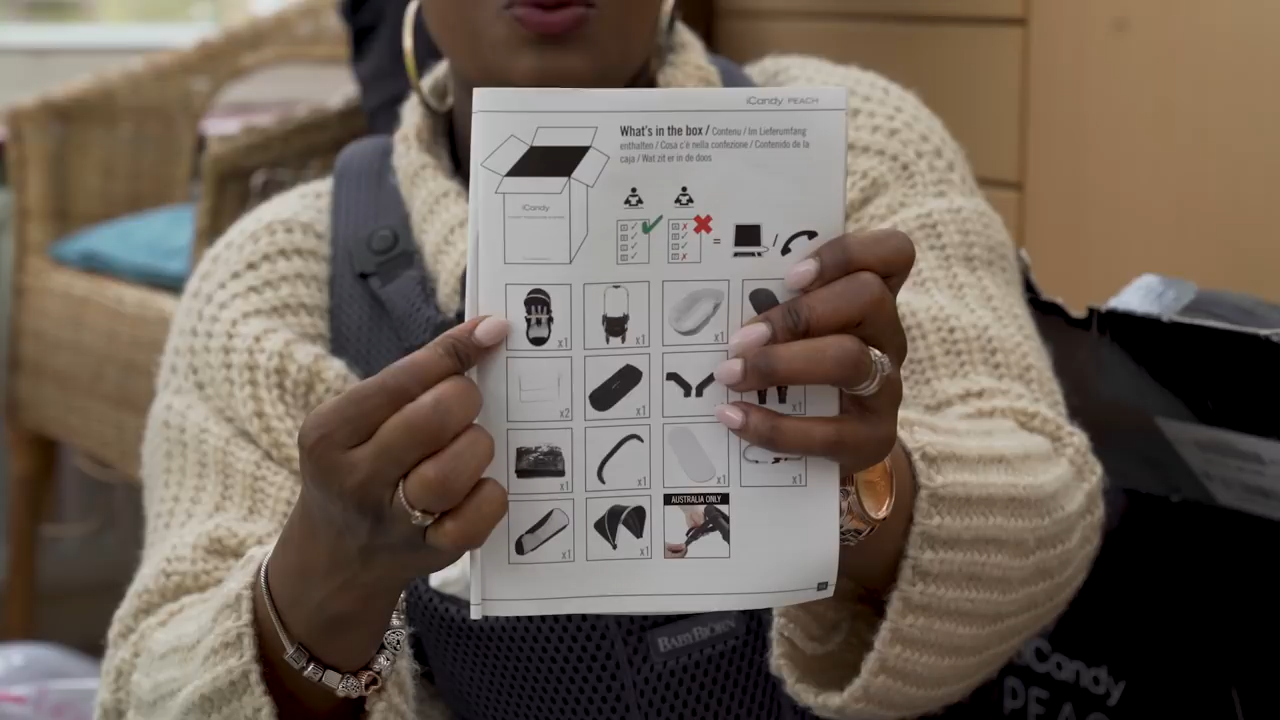 iCandy PEACH
What's in the box / Contenu / Im Lieferumfang
enthalten / Cosa c'è nella confezione / Contenido de la
caja / Wat zit er in de doos
iCandy
= /
x1 x1 x1
x2 x1 x1 x1
x1 x1 x1 x1
AUSTRALIA ONLY
x1 x1
BABYBJÖRN
iCandy
PEAC